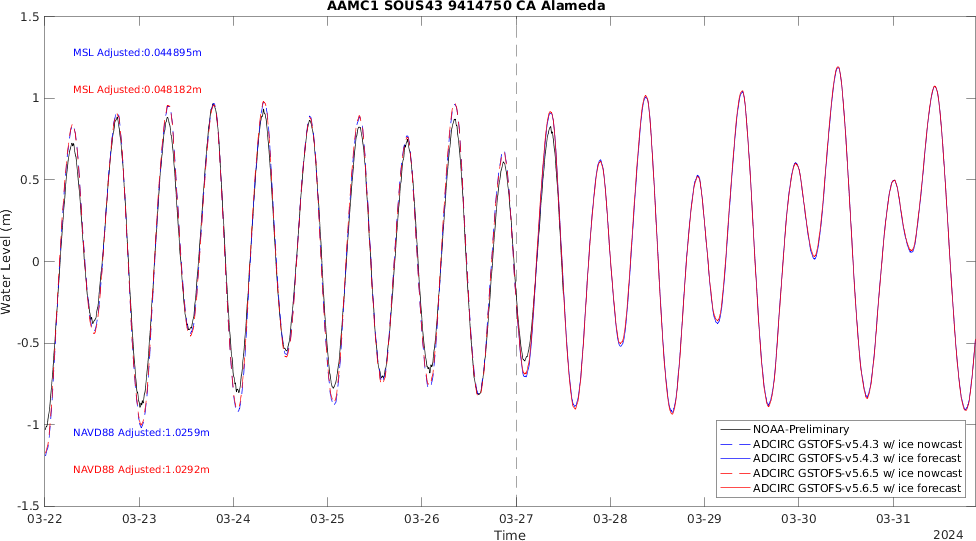 AAMC1 SOUS43 9414750 CA Alameda
1.5
1
0.5
0
-0.5
-1
-1.5
Water Level (m)
MSL Adjusted:0.044895m
MSL Adjusted:0.048182m
NAVD88 Adjusted:1.0259m
NAVD88 Adjusted:1.0292m
NOAA-Preliminary
ADCIRC GSTOFS-v5.4.3 w/ ice nowcast
ADCIRC GSTOFS-v5.4.3 w/ ice forecast
ADCIRC GSTOFS-v5.6.5 w/ ice nowcast
ADCIRC GSTOFS-v5.6.5 w/ ice forecast
03-22 03-23 03-24 03-25 03-26 03-27 03-28 03-29 03-30 03-31
Time
2024